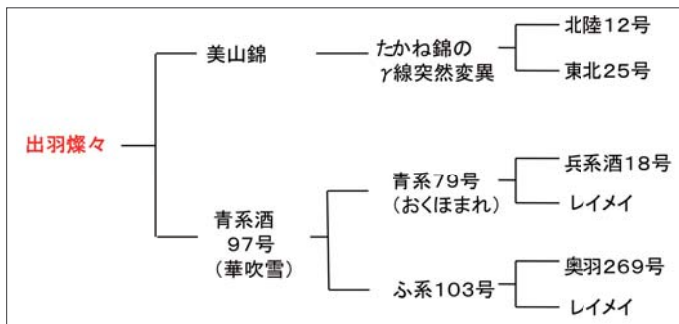 出羽燦々
美山錦
たかね錦の
γ線突然変異
北陸12号
東北25号
青系酒
97号
(華吹雪)
青系79号
(おくほまれ)
兵系酒18号
レイメイ
ふ系103号
奥羽269号
レイメイ